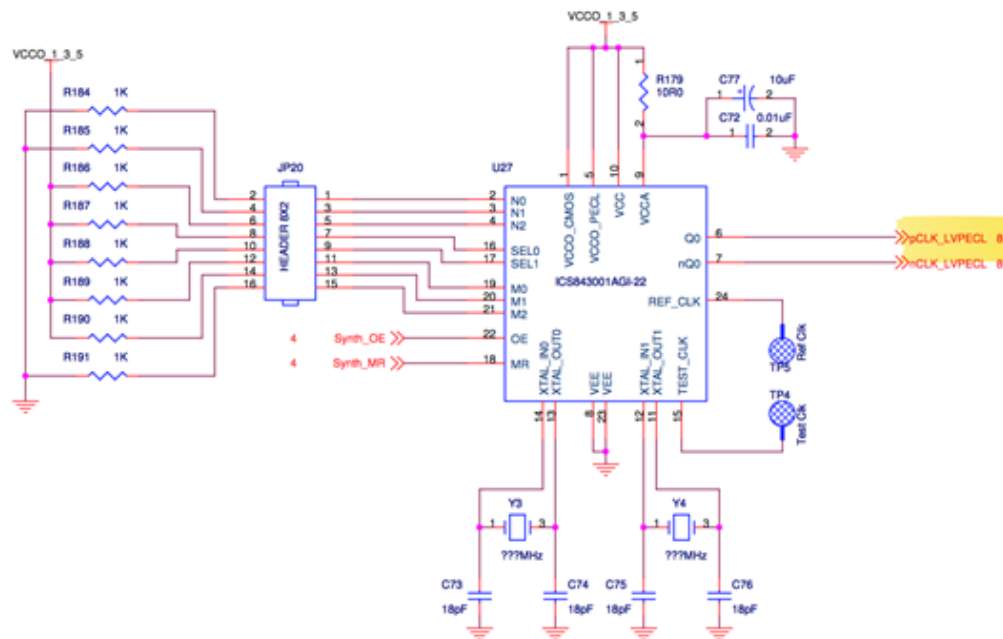 VCCO_1_3_5
VCCO_1_3_5
R184 1K
R185 1K
R186 1K
R187 1K
R188 1K
R189 1K
R190 1K
R191 1K
JP20
HEADER 8X2
2 1
4 3
6 5
8 7
10 9
12 11
14 13
16 15
1
R179
10R0
2
C77 10uF
1 + 2
C72 0.01uF
1 2
U27
1 5 10 9
VCCO_CMOS VCCO_PECL VCC VCCA
2 N0
3 N1
4 N2
16 SEL0
17 SEL1
19 M0
20 M1
21 M2
22 OE
18 MR
4 Synth_OE
4 Synth_MR
ICS843001AGI-22
Q0 6
nQ0 7
REF_CLK 24
pCLK_LVPECL 8
nCLK_LVPECL 8
XTAL_IN0 XTAL_OUT0 VEE VEE XTAL_IN1 XTAL_OUT1 TEST_CLK
14 13 8 23 12 11 15
TP5
Ref Clk
TP4
Test Clk
Y3
1 3
???MHz
Y4
1 3
???MHz
C73
18pF
C74
18pF
C75
18pF
C76
18pF